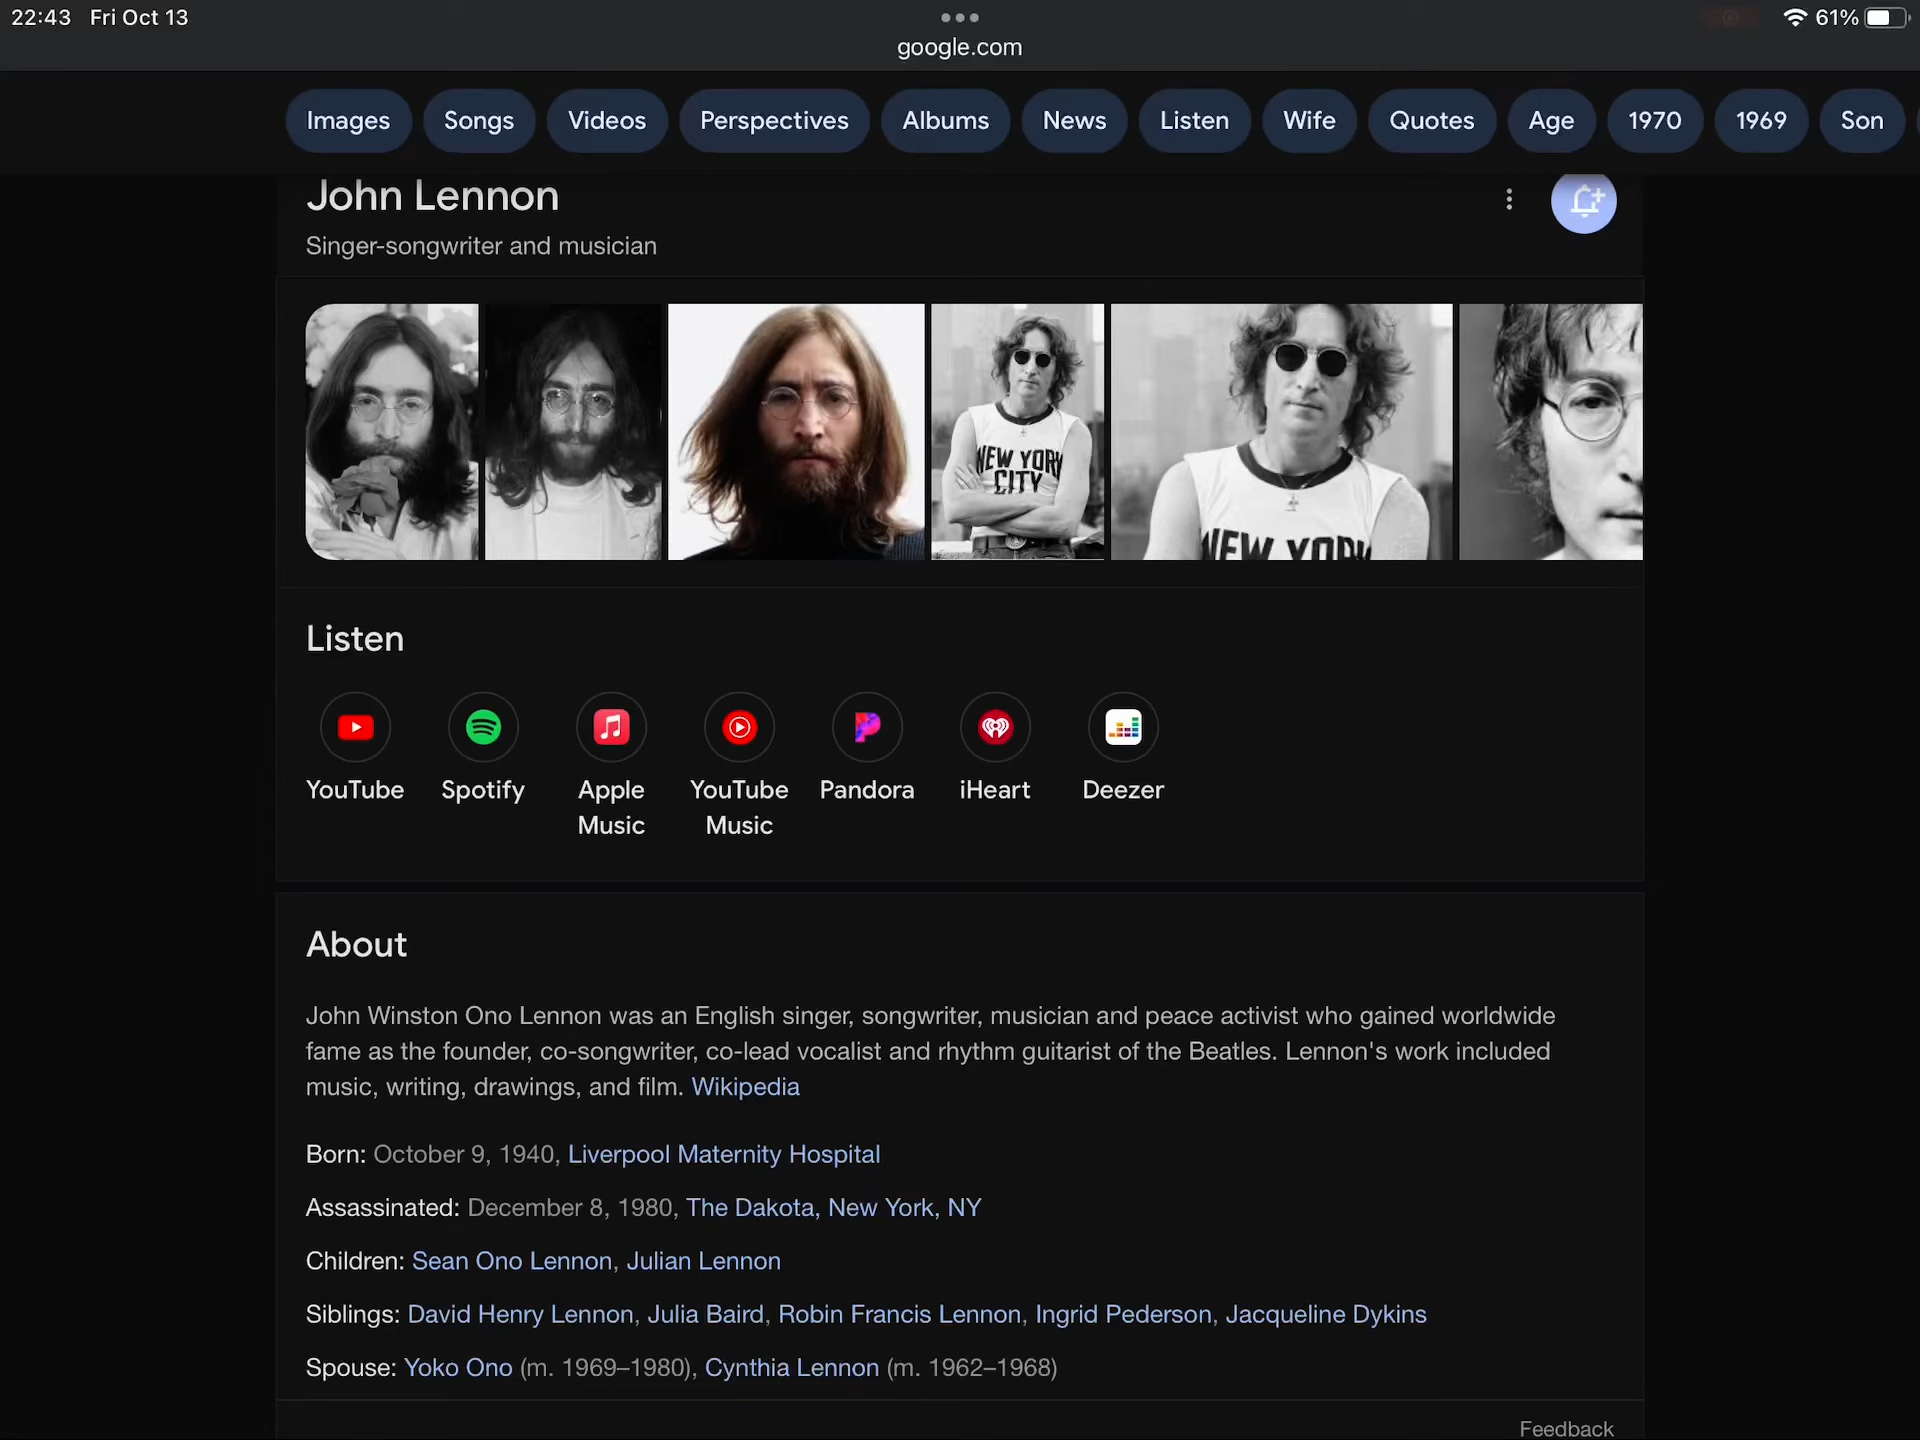 22:43 Fri Oct 13
61%
google.com
Images Songs Videos Perspectives Albums News Listen Wife Quotes Age 1970 1969 Son
John Lennon
Singer-songwriter and musician
NEW YORK
CITY
NEW YORK
Listen
YouTube Spotify Apple Music YouTube Music Pandora iHeart Deezer
About
John Winston Ono Lennon was an English singer, songwriter, musician and peace activist who gained worldwide
fame as the founder, co-songwriter, co-lead vocalist and rhythm guitarist of the Beatles. Lennon's work included
music, writing, drawings, and film. Wikipedia
Born: October 9, 1940, Liverpool Maternity Hospital
Assassinated: December 8, 1980, The Dakota, New York, NY
Children: Sean Ono Lennon, Julian Lennon
Siblings: David Henry Lennon, Julia Baird, Robin Francis Lennon, Ingrid Pederson, Jacqueline Dykins
Spouse: Yoko Ono (m. 1969–1980), Cynthia Lennon (m. 1962–1968)
Feedback